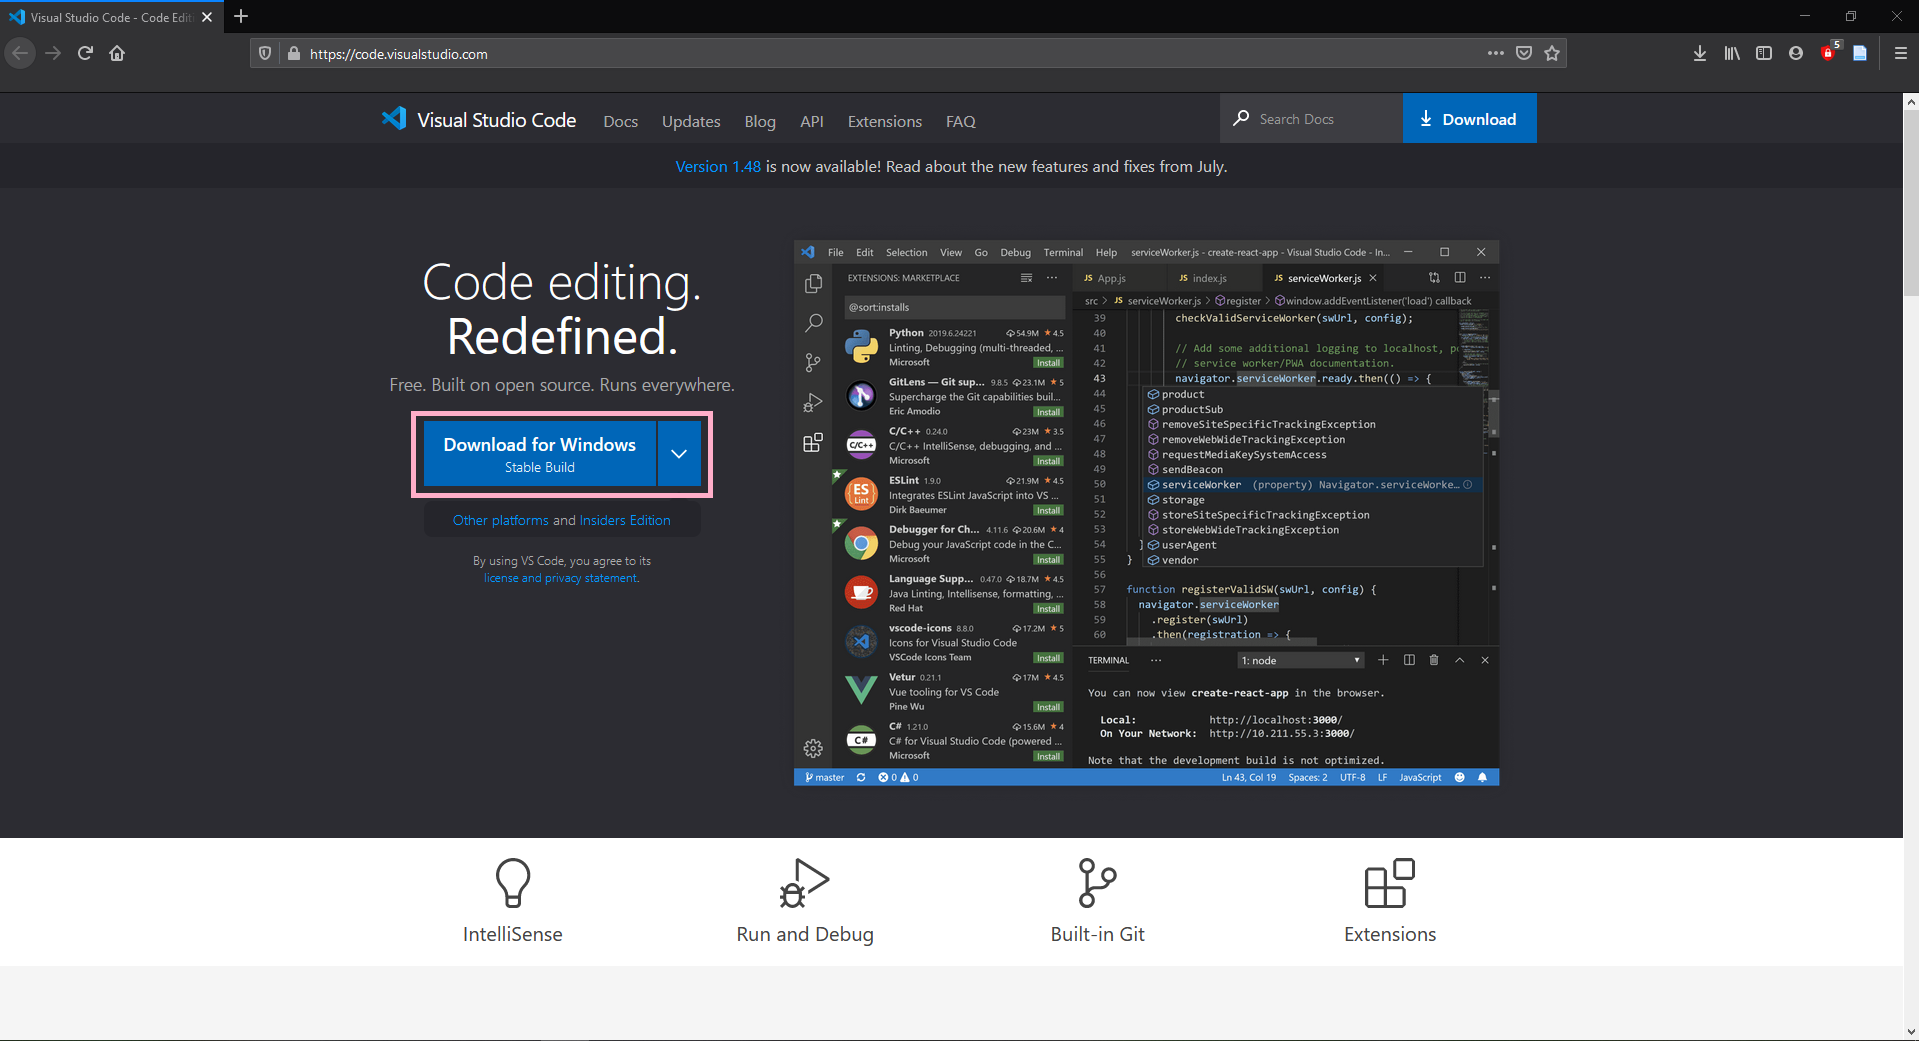 Visual Studio Code - Code Edit
https://code.visualstudio.com
5
Visual Studio Code Docs Updates Blog API Extensions FAQ Search Docs Download
Version 1.48 is now available! Read about the new features and fixes from July.
Code editing.
Redefined.
Free. Built on open source. Runs everywhere.
Download for Windows
Stable Build
Other platforms and Insiders Edition
By using VS Code, you agree to its
license and privacy statement.
File Edit Selection View Go Debug Terminal Help serviceWorker.js - create-react-app - Visual Studio Code - In...
EXTENSIONS: MARKETPLACE
@sort:installs
Python 2019.6.24221 54.9M 4.5
Linting, Debugging (multi-threaded, ...
Microsoft Install
GitLens — Git sup... 9.8.5 23.1M 5
Supercharge the Git capabilities buil...
Eric Amodio Install
C/C++
C/C++ 0.24.0 23M 3.5
C/C++ IntelliSense, debugging, and ...
Microsoft Install
ES
Lint
ESLint 1.9.0 21.9M 4.5
Integrates ESLint JavaScript into VS ...
Dirk Baeumer Install
Debugger for Ch... 4.11.6 20.6M 4
Debug your JavaScript code in the C...
Microsoft Install
Language Supp... 0.47.0 18.7M 4.5
Java Linting, Intellisense, formatting, ...
Red Hat Install
vscode-icons 8.8.0 17.2M 5
Icons for Visual Studio Code
VSCode Icons Team Install
Vetur 0.21.1 17M 4.5
Vue tooling for VS Code
Pine Wu Install
C#
C# 1.21.0 15.6M 4
C# for Visual Studio Code (powered ...
Microsoft Install
JS App.js JS index.js JS serviceWorker.js
src > JS serviceWorker.js > register > window.addEventListener('load') callback
39 checkValidServiceWorker(swUrl, config);
40
41 // Add some additional logging to localhost, po
42 // service worker/PWA documentation.
43 navigator.serviceWorker.ready.then(() => {
44 product
45 productSub
46 removeSiteSpecificTrackingException
47 removeWebWideTrackingException
48 requestMediaKeySystemAccess
49 sendBeacon
50 serviceWorker (property) Navigator.serviceWorke...
51 storage
52 storeSiteSpecificTrackingException
53 storeWebWideTrackingException
54 } userAgent
55 } vendor
56
57 function registerValidSW(swUrl, config) {
58 navigator.serviceWorker
59 .register(swUrl)
60 .then(registration => {
TERMINAL ... 1: node
You can now view create-react-app in the browser.
Local: http://localhost:3000/
On Your Network: http://10.211.55.3:3000/
Note that the development build is not optimized.
master 0 0 Ln 43, Col 19 Spaces: 2 UTF-8 LF JavaScript
IntelliSense Run and Debug Built-in Git Extensions